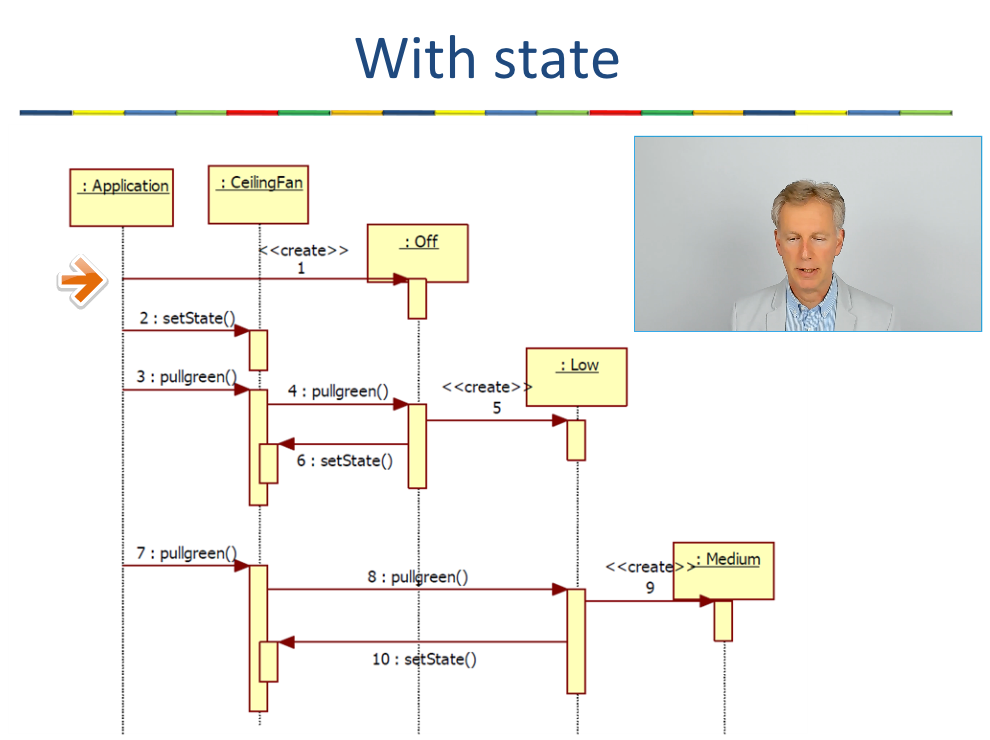 With state
: Application
: CeilingFan
: Off
<<create>>
1
2 : setState()
3 : pullgreen()
4 : pullgreen()
<<create>>
5
: Low
6 : setState()
7 : pullgreen()
8 : pullgreen()
<<create>>
9
: Medium
10 : setState()